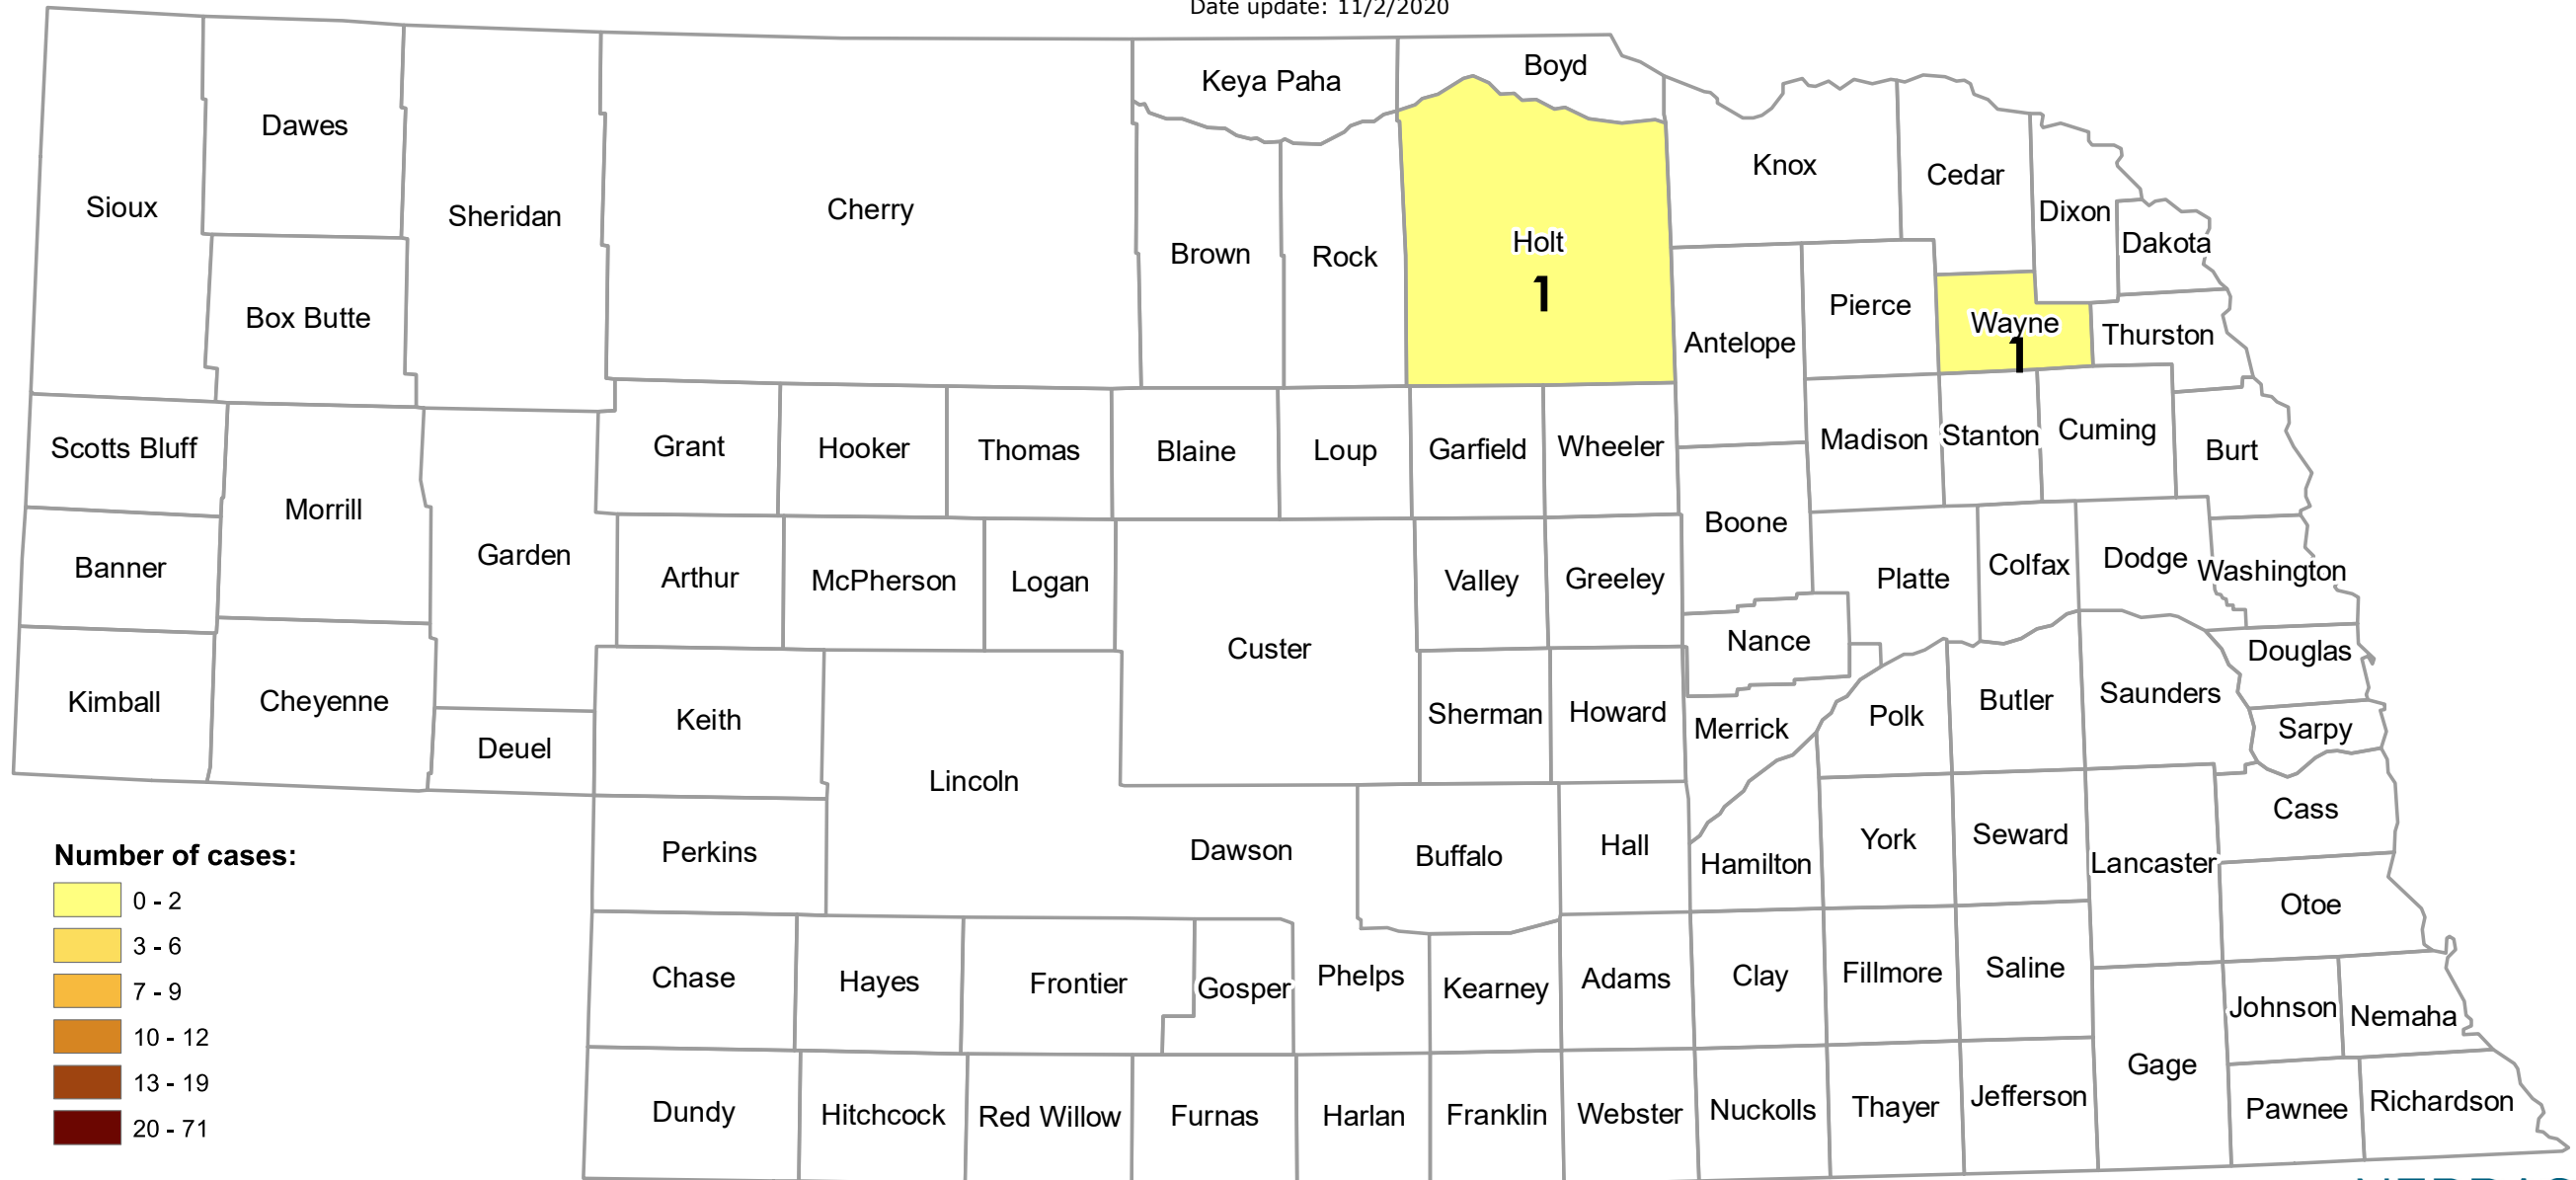 Date update: 11/2/2020
Keya Paha
Boyd
Dawes
Sioux
Sheridan
Cherry
Brown
Rock
Holt
1
Knox
Cedar
Dixon
Dakota
Box Butte
Antelope
Pierce
Wayne
1
Thurston
Scotts Bluff
Morrill
Grant
Hooker
Thomas
Blaine
Loup
Garfield
Wheeler
Madison
Stanton
Cuming
Burt
Boone
Banner
Garden
Arthur
McPherson
Logan
Custer
Valley
Greeley
Platte
Colfax
Dodge
Washington
Nance
Douglas
Kimball
Cheyenne
Deuel
Keith
Lincoln
Sherman
Howard
Merrick
Polk
Butler
Saunders
Sarpy
Perkins
Dawson
Buffalo
Hall
Hamilton
York
Seward
Lancaster
Cass
Otoe
Chase
Hayes
Frontier
Gosper
Phelps
Kearney
Adams
Clay
Fillmore
Saline
Johnson
Nemaha
Gage
Dundy
Hitchcock
Red Willow
Furnas
Harlan
Franklin
Webster
Nuckolls
Thayer
Jefferson
Pawnee
Richardson
Number of cases:
0 - 2
3 - 6
7 - 9
10 - 12
13 - 19
20 - 71